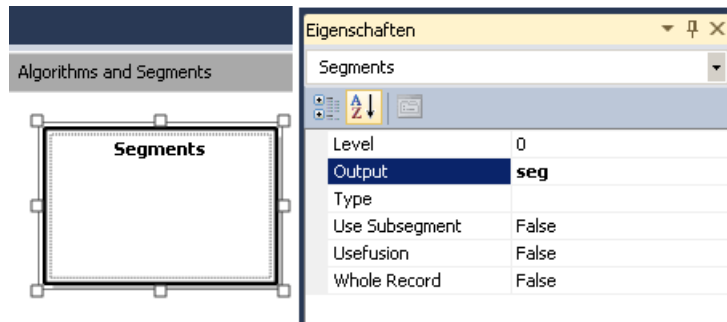 Algorithms and Segments
Segments
Eigenschaften
Segments
Level 0
Output seg
Type
Use Subsegment False
Usefusion False
Whole Record False